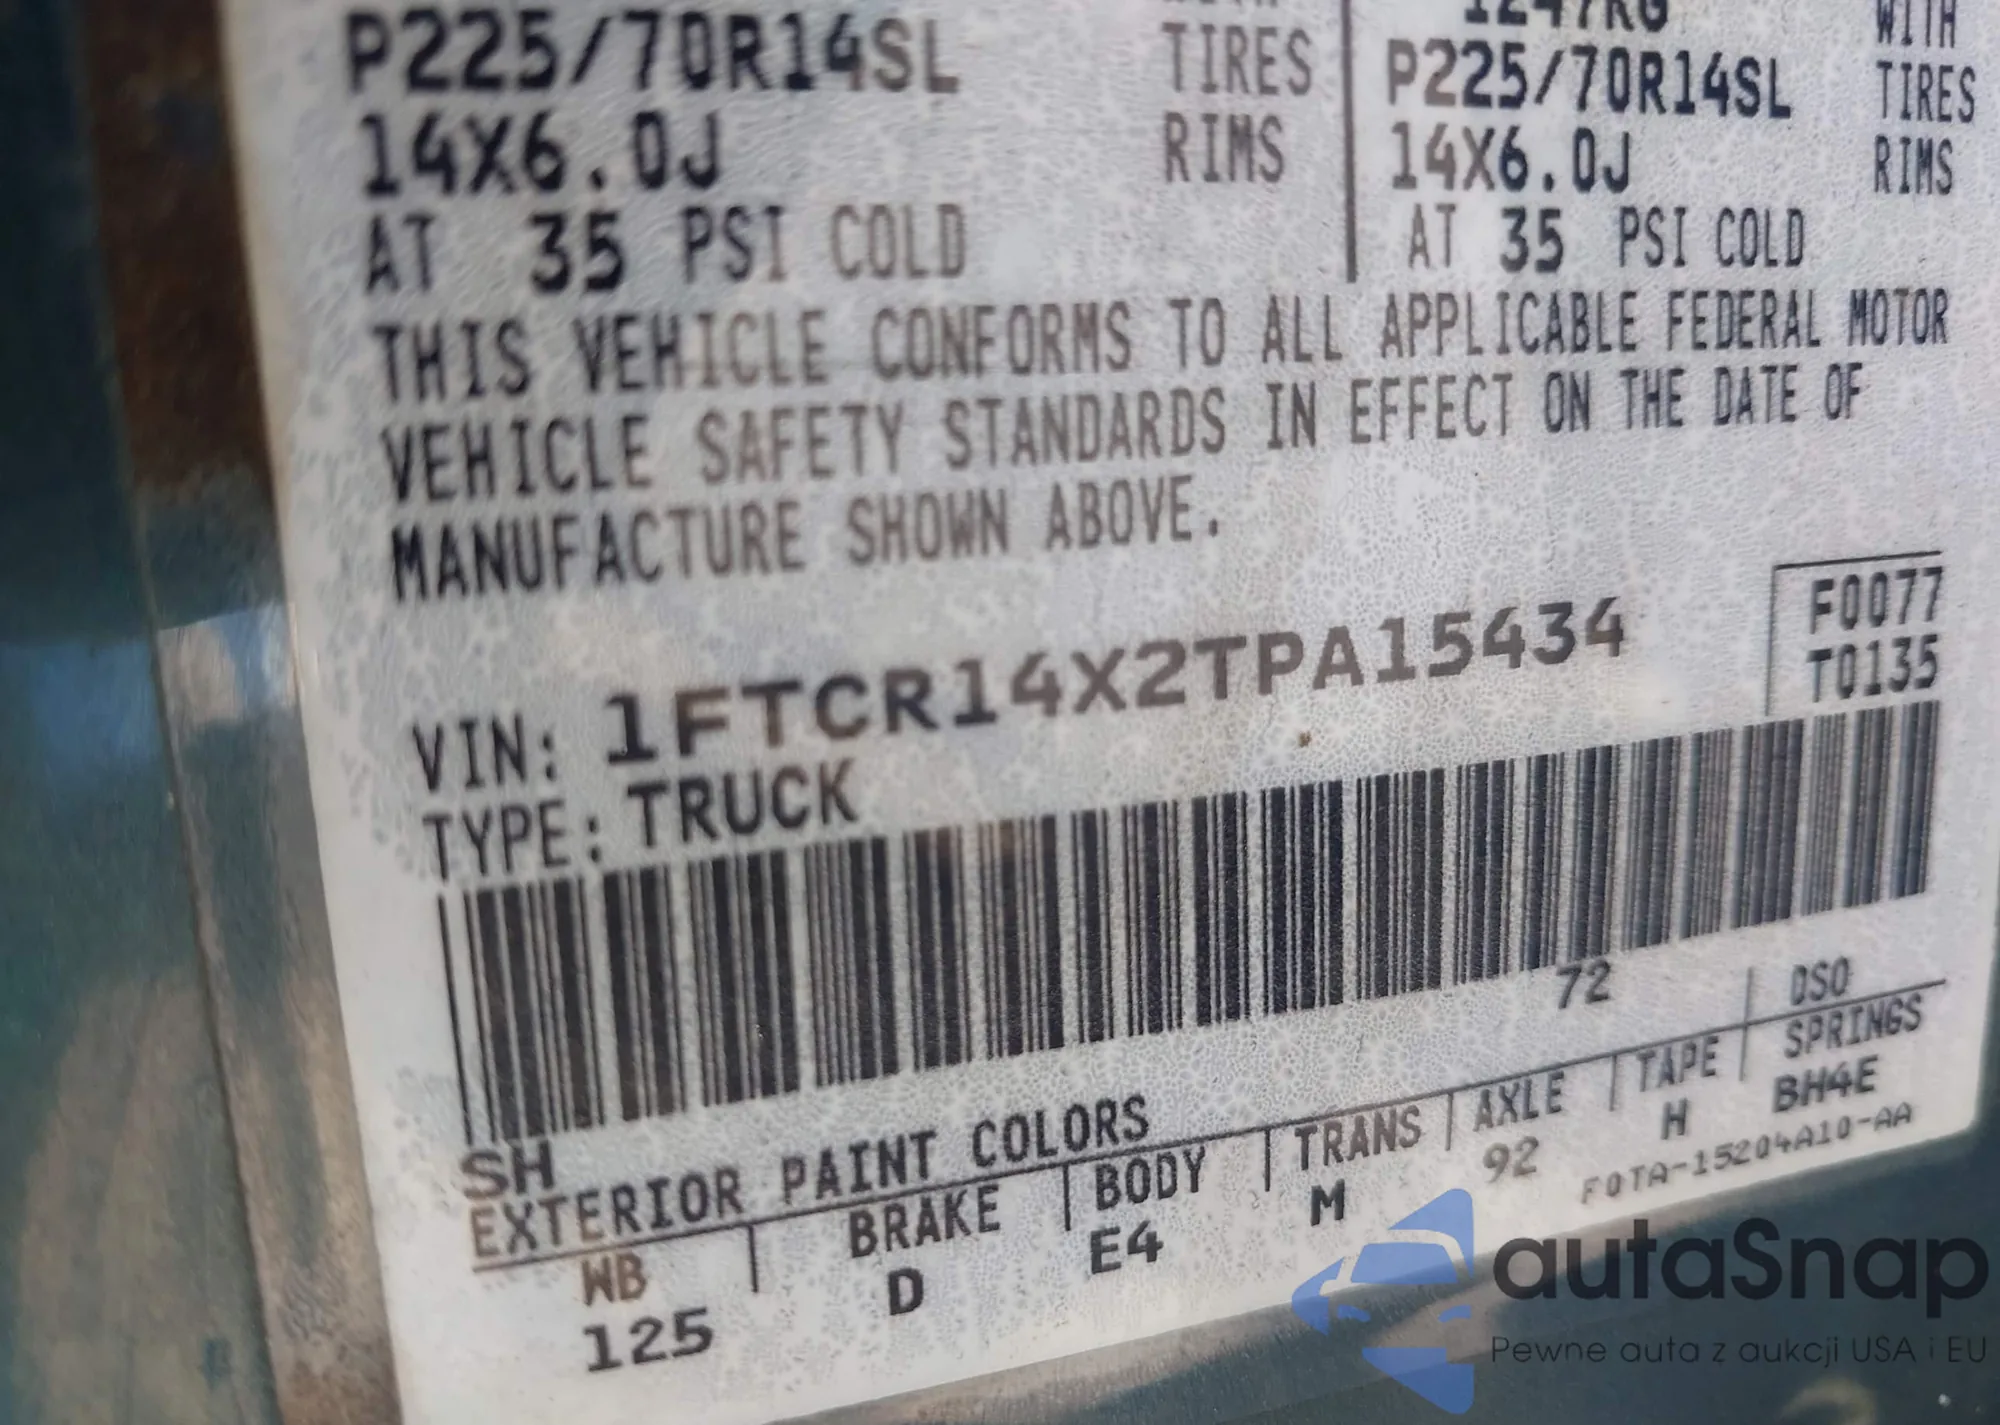 1247KG WITH
P225/70R14SL TIRES P225/70R14SL TIRES
14X6.0J RIMS 14X6.0J RIMS
AT 35 PSI COLD AT 35 PSI COLD
THIS VEHICLE CONFORMS TO ALL APPLICABLE FEDERAL MOTOR
VEHICLE SAFETY STANDARDS IN EFFECT ON THE DATE OF
MANUFACTURE SHOWN ABOVE.
F0077
T0135
VIN: 1FTCR14X2TPA15434
TYPE: TRUCK
72
SH
EXTERIOR PAINT COLORS DSO
WB BRAKE BODY TRANS AXLE TAPE SPRINGS
125 D E4 M 92 H BH4E
F0TA-15204A10-AA
autaSnap
Pewne auta z aukcji USA i EU